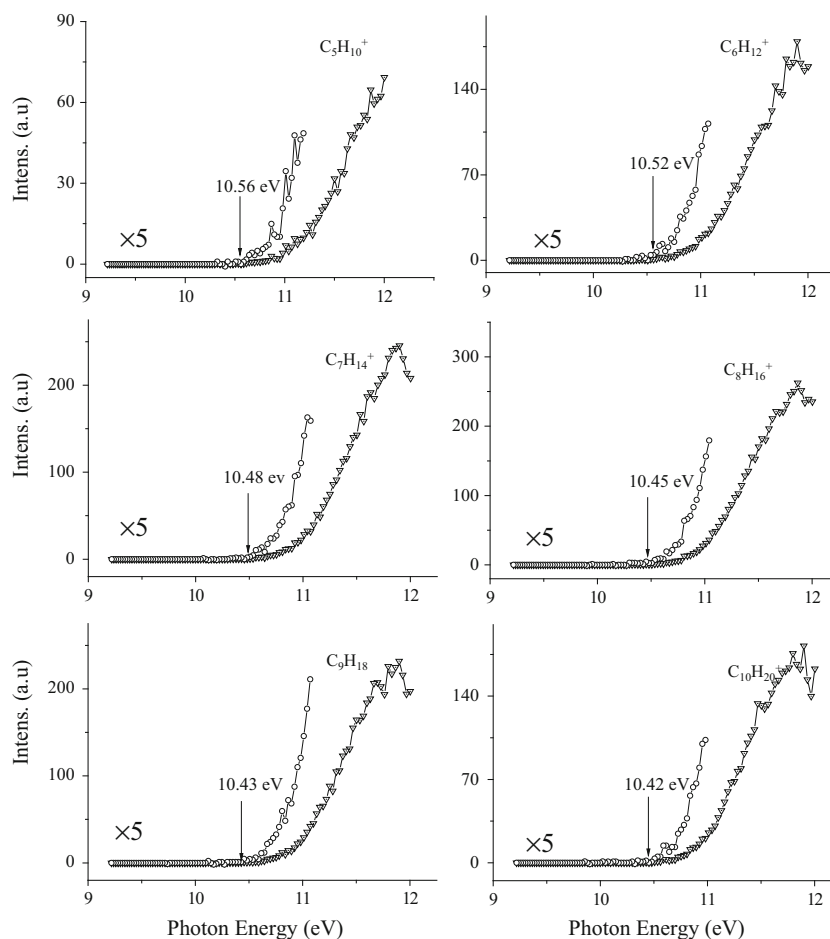 90
60
30
0
Intens. (a.u)
C5H10+
10.56 eV
×5
9
10
11
12
140
70
0
C6H12+
10.52 eV
×5
9
10
11
12
200
100
0
Intens. (a.u)
C7H14+
10.48 ev
×5
9
10
11
12
300
200
100
0
C8H16+
10.45 eV
×5
9
10
11
12
200
100
0
Intens. (a.u)
C9H18
10.43 eV
×5
9
10
11
12
Photon Energy (eV)
140
70
0
C10H20+
10.42 eV
×5
9
10
11
12
Photon Energy (eV)